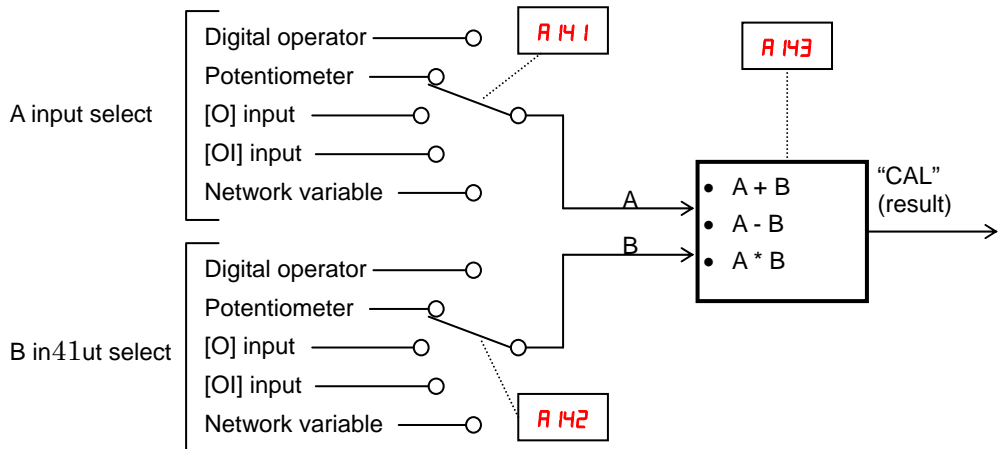 Digital operator
A 141
A 143
Potentiometer
A input select
[O] input
[OI] input
Network variable
A
B
• A + B
• A - B
• A * B
“CAL”
(result)
Digital operator
Potentiometer
B in41ut select
[O] input
[OI] input
Network variable
A 142